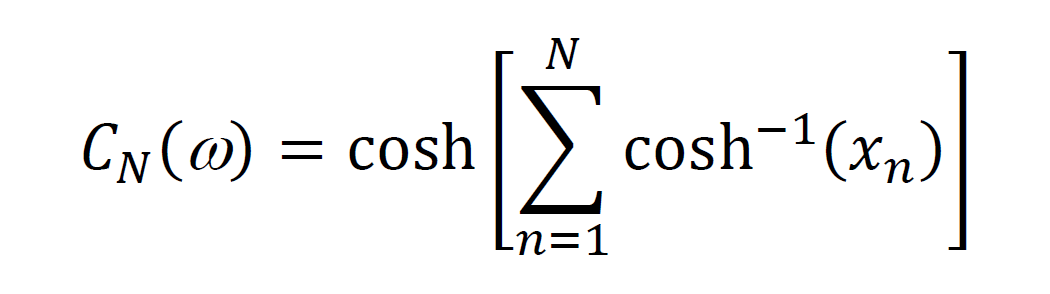 C_N(ω) = cosh[∑_{n=1}^{N} cosh⁻¹(x_n)]